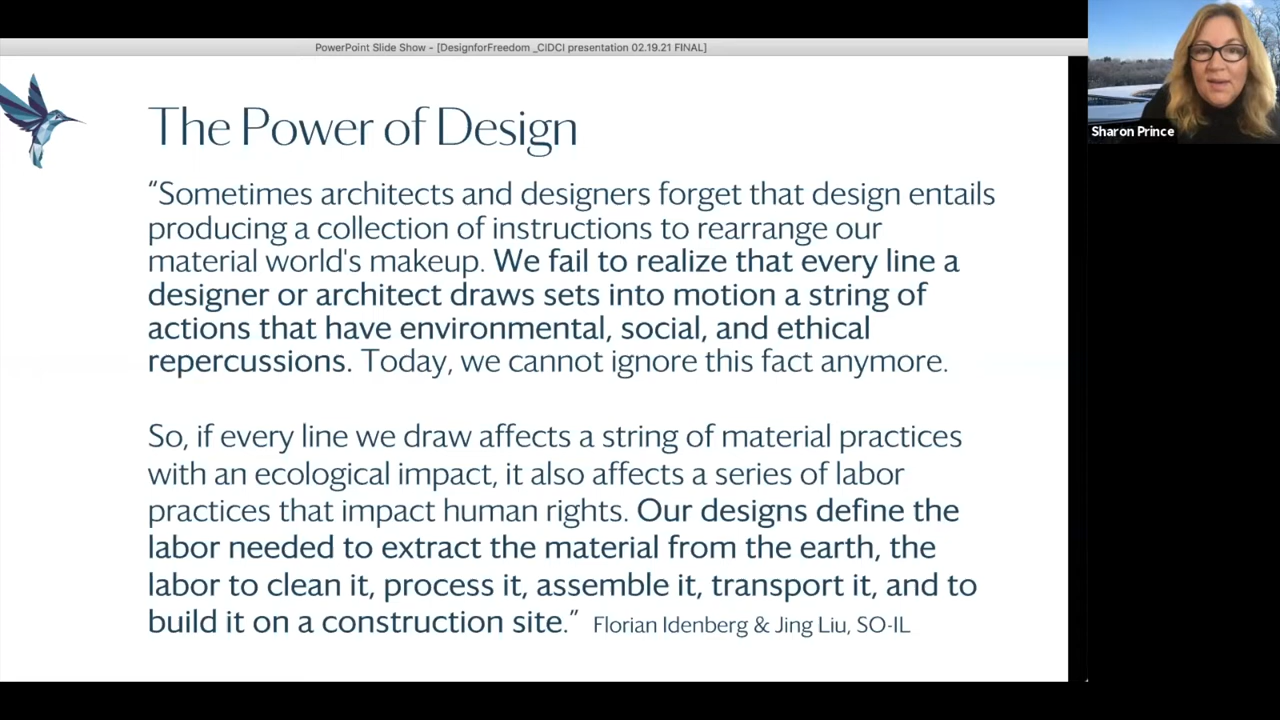 PowerPoint Slide Show - [DesignforFreedom _CIDCI presentation 02.19.21 FINAL]
Sharon Prince
The Power of Design
“Sometimes architects and designers forget that design entails
producing a collection of instructions to rearrange our
material world's makeup. We fail to realize that every line a
designer or architect draws sets into motion a string of
actions that have environmental, social, and ethical
repercussions. Today, we cannot ignore this fact anymore.
So, if every line we draw affects a string of material practices
with an ecological impact, it also affects a series of labor
practices that impact human rights. Our designs define the
labor needed to extract the material from the earth, the
labor to clean it, process it, assemble it, transport it, and to
build it on a construction site.” Florian Idenberg & Jing Liu, SO-IL